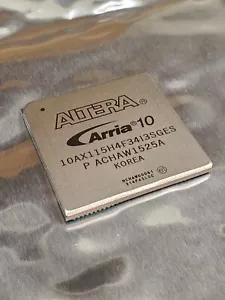 ALTERA
Arria 10
10AX115H4F34I3SGES
P ACHAW1525A
KOREA